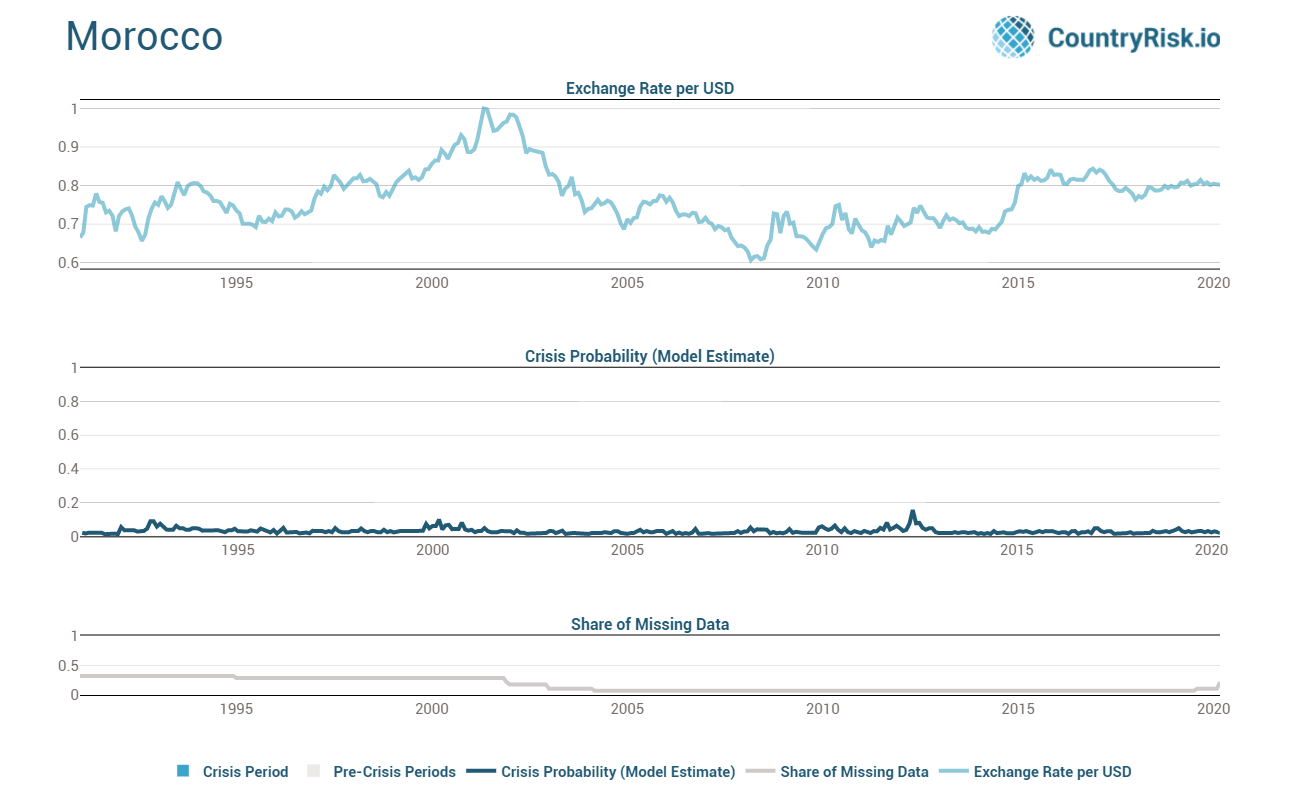 Morocco
CountryRisk.io
Exchange Rate per USD
1
0.9
0.8
0.7
0.6
1995 2000 2005 2010 2015 2020
Crisis Probability (Model Estimate)
1
0.8
0.6
0.4
0.2
0
1995 2000 2005 2010 2015 2020
Share of Missing Data
1
0.5
0
1995 2000 2005 2010 2015 2020
Crisis Period Pre-Crisis Periods Crisis Probability (Model Estimate) Share of Missing Data Exchange Rate per USD